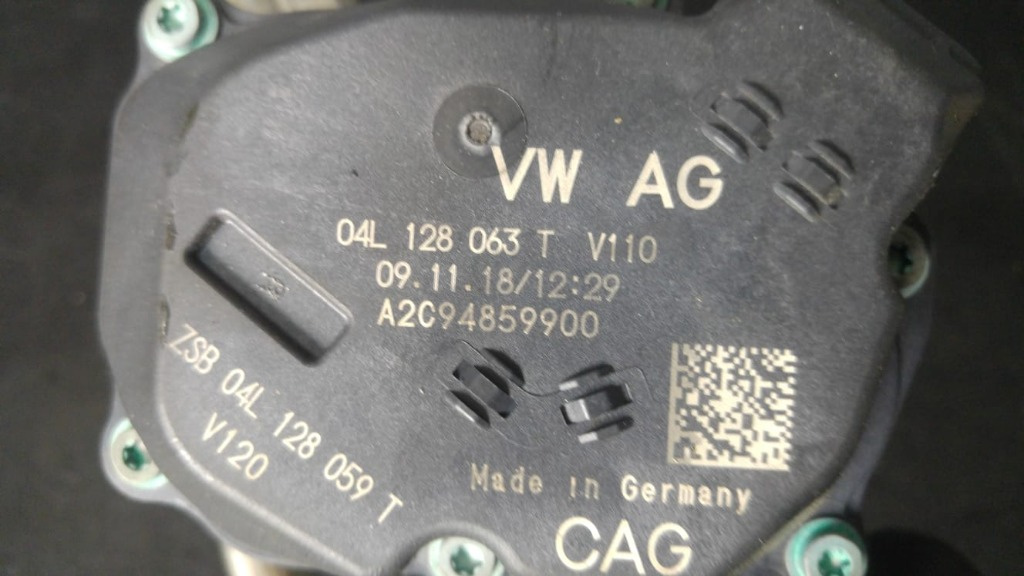 VW AG
04L 128 063 T V110
09.11.18/12:29
A2C94859900
ZSB 04L 128 059 T
V120
Made in Germany
CAG